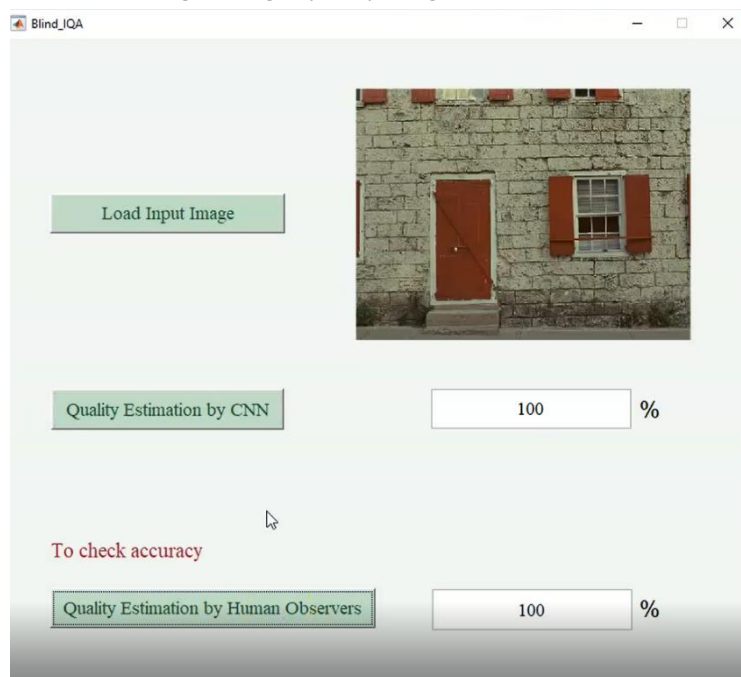 Blind_IQA
Load Input Image
Quality Estimation by CNN
100
%
To check accuracy
Quality Estimation by Human Observers
100
%